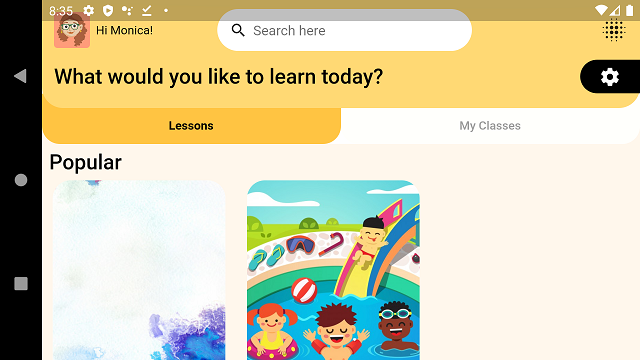 8:35
Hi Monica!
Search here
What would you like to learn today?
Lessons
My Classes
Popular